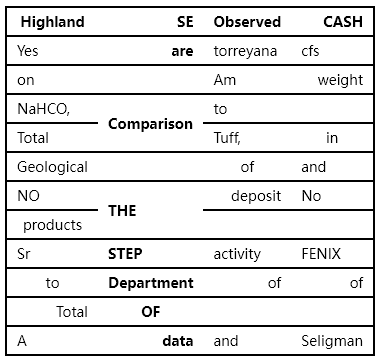 Highland SE Observed CASH
Yes are torreyana cfs
on Am weight
NaHCO, to
Comparison
Total Tuff, in
Geological of and
NO deposit No
THE
products
Sr STEP activity FENIX
to Department of of
Total OF
A data and Seligman